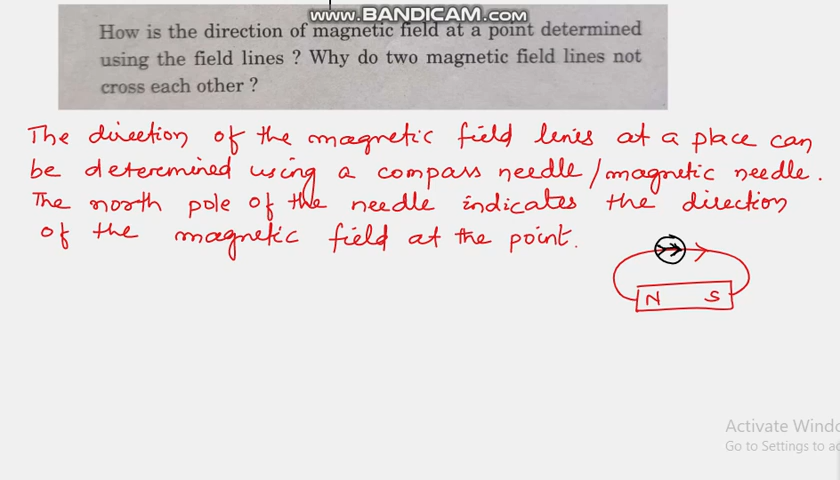 www.BANDICAM.com
How is the direction of magnetic field at a point determined
using the field lines ? Why do two magnetic field lines not
cross each other ?
The direction of the magnetic field lines at a place can
be determined using a compass needle/magnetic needle.
The north pole of the needle indicates the direction
of the magnetic field at the point.
N S
Activate Windo
Go to Settings to ac